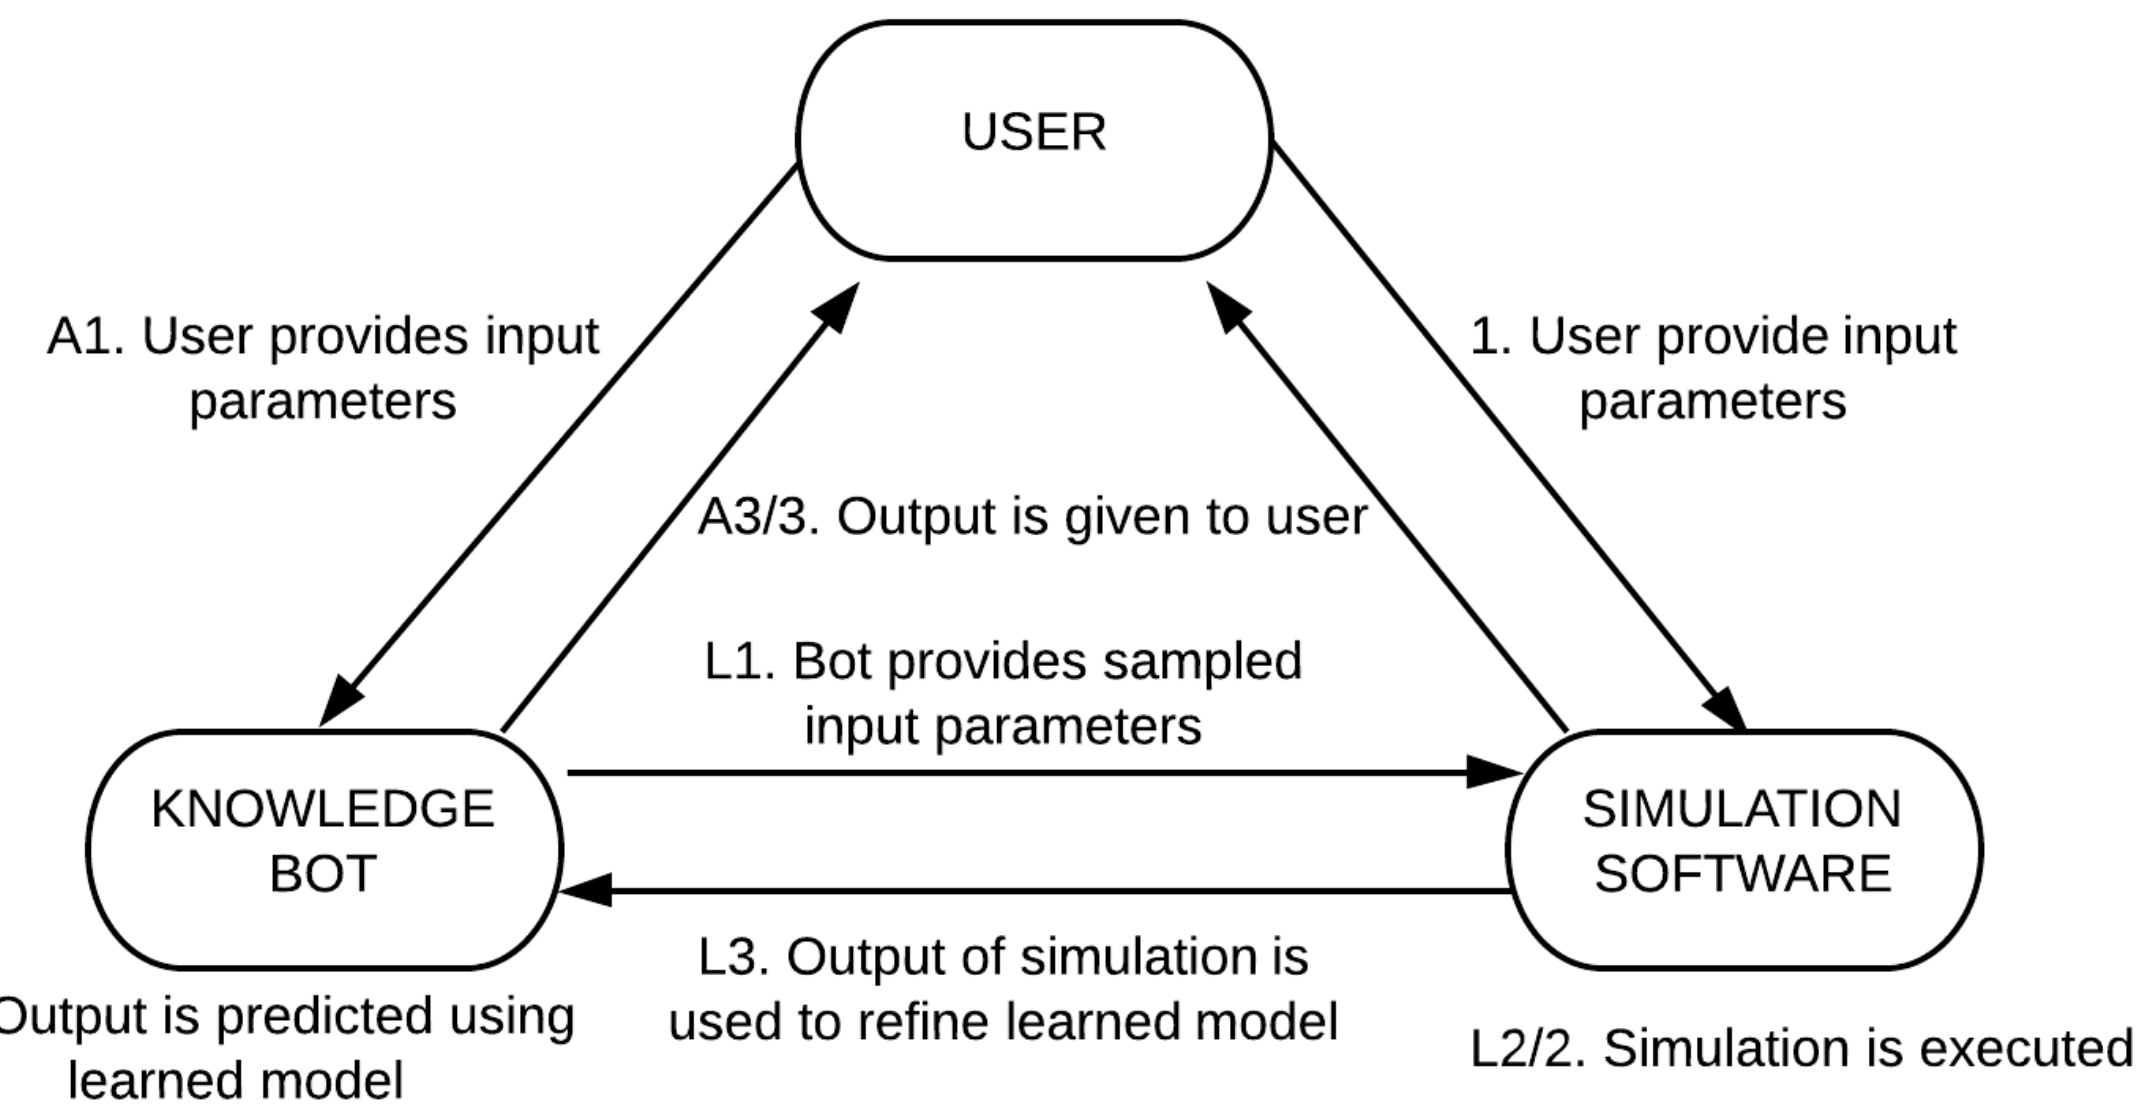 USER
A1. User provides input
parameters
1. User provide input
parameters
A3/3. Output is given to user
L1. Bot provides sampled
input parameters
KNOWLEDGE
BOT
SIMULATION
SOFTWARE
L3. Output of simulation is
used to refine learned model
Output is predicted using
learned model
L2/2. Simulation is executed